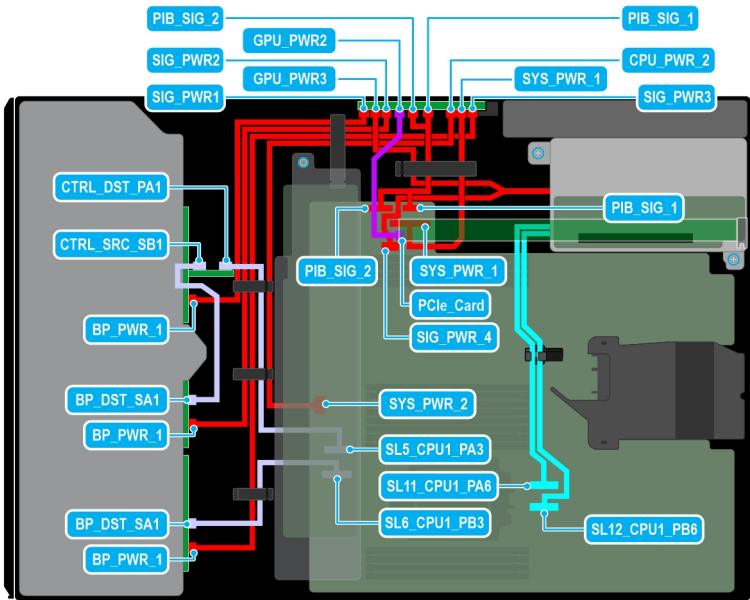 PIB_SIG_2
PIB_SIG_1
GPU_PWR2
SIG_PWR2
CPU_PWR_2
GPU_PWR3
SYS_PWR_1
SIG_PWR1
SIG_PWR3
CTRL_DST_PA1
PIB_SIG_1
CTRL_SRC_SB1
PIB_SIG_2
SYS_PWR_1
PCIe_Card
BP_PWR_1
SIG_PWR_4
BP_DST_SA1
SYS_PWR_2
BP_PWR_1
SL5_CPU1_PA3
SL11_CPU1_PA6
BP_DST_SA1
SL6_CPU1_PB3
SL12_CPU1_PB6
BP_PWR_1